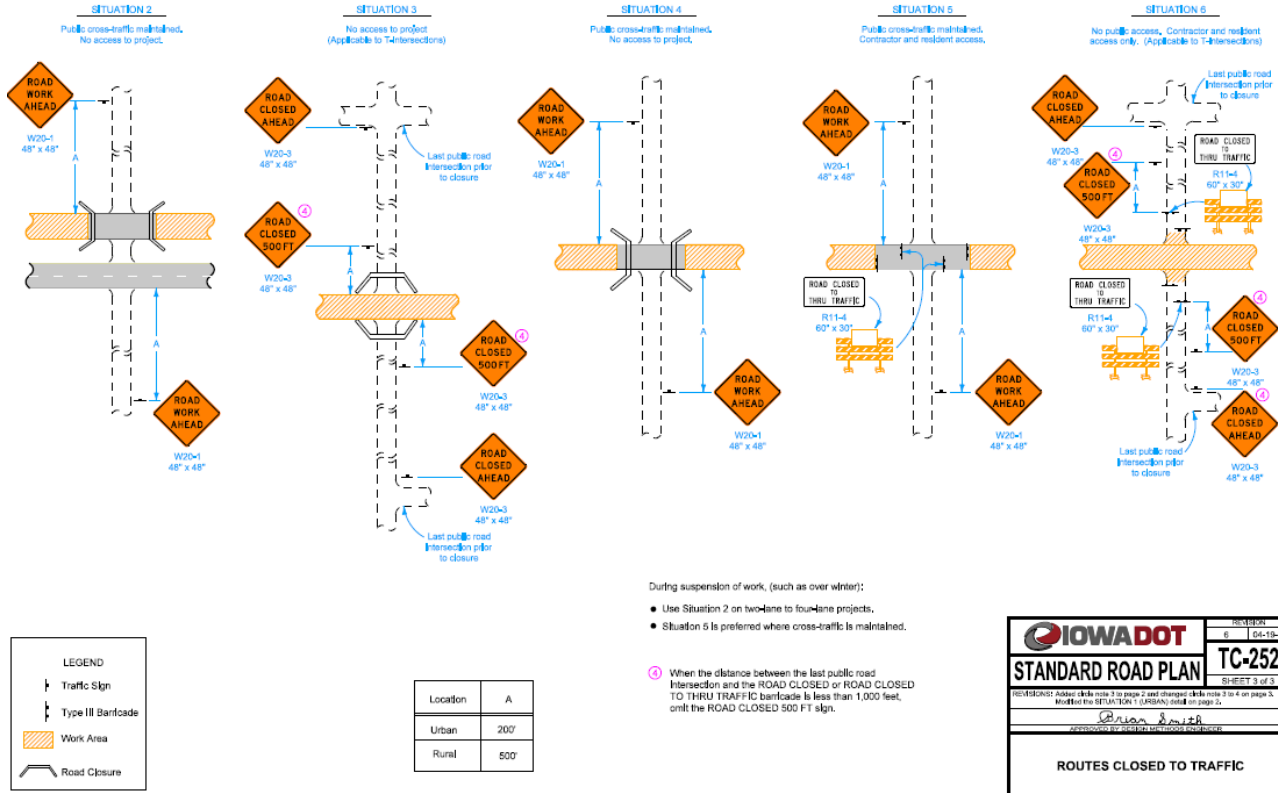 SITUATION 2
Public cross-traffic maintained.
No access to project.
ROAD
WORK
AHEAD
W20-1
48" x 48"
A
A
ROAD
WORK
AHEAD
W20-1
48" x 48"
SITUATION 3
No access to project
(Applicable to T-Intersections)
ROAD
CLOSED
AHEAD
W20-3
48" x 48"
Last public road
intersection prior
to closure
ROAD
CLOSED
500 FT
4
W20-3
48" x 48"
A
A
ROAD
CLOSED
500 FT
4
W20-3
48" x 48"
ROAD
CLOSED
AHEAD
W20-3
48" x 48"
Last public road
intersection prior
to closure
SITUATION 4
Public cross-traffic maintained.
No access to project.
ROAD
WORK
AHEAD
W20-1
48" x 48"
A
A
ROAD
WORK
AHEAD
W20-1
48" x 48"
SITUATION 5
Public cross-traffic maintained.
Contractor and resident access.
ROAD
WORK
AHEAD
W20-1
48" x 48"
A
ROAD CLOSED
TO
THRU TRAFFIC
R11-4
60" x 30"
A
ROAD
WORK
AHEAD
W20-1
48" x 48"
SITUATION 6
No public access. Contractor and resident
access only. (Applicable to T-Intersections)
Last public road
intersection prior
to closure
ROAD
CLOSED
AHEAD
W20-3
48" x 48"
ROAD CLOSED
TO
THRU TRAFFIC
R11-4
60" x 30"
4
ROAD
CLOSED
500 FT
A
W20-3
48" x 48"
ROAD CLOSED
TO
THRU TRAFFIC
R11-4
60" x 30"
4
ROAD
CLOSED
500 FT
A
W20-3
48" x 48"
4
ROAD
CLOSED
AHEAD
W20-3
48" x 48"
Last public road
intersection prior
to closure
During suspension of work, (such as over winter):
● Use Situation 2 on two-lane to four-lane projects.
● Situation 5 is preferred where cross-traffic is maintained.
4 When the distance between the last public road
intersection and the ROAD CLOSED or ROAD CLOSED
TO THRU TRAFFIC barricade is less than 1,000 feet,
omit the ROAD CLOSED 500 FT sign.
LEGEND
Traffic Sign
Type III Barricade
Work Area
Road Closure
Location A
Urban 200'
Rural 500'
IOWADOT
REVISION
6 04-19-
STANDARD ROAD PLAN
TC-252
SHEET 3 of 3
REVISIONS: Added circle note 3 to page 2 and changed circle note 3 to 4 on page 3.
Modified the SITUATION 1 (URBAN) detail on page 2.
Brian Smith
APPROVED BY DESIGN METHODS ENGINEER
ROUTES CLOSED TO TRAFFIC